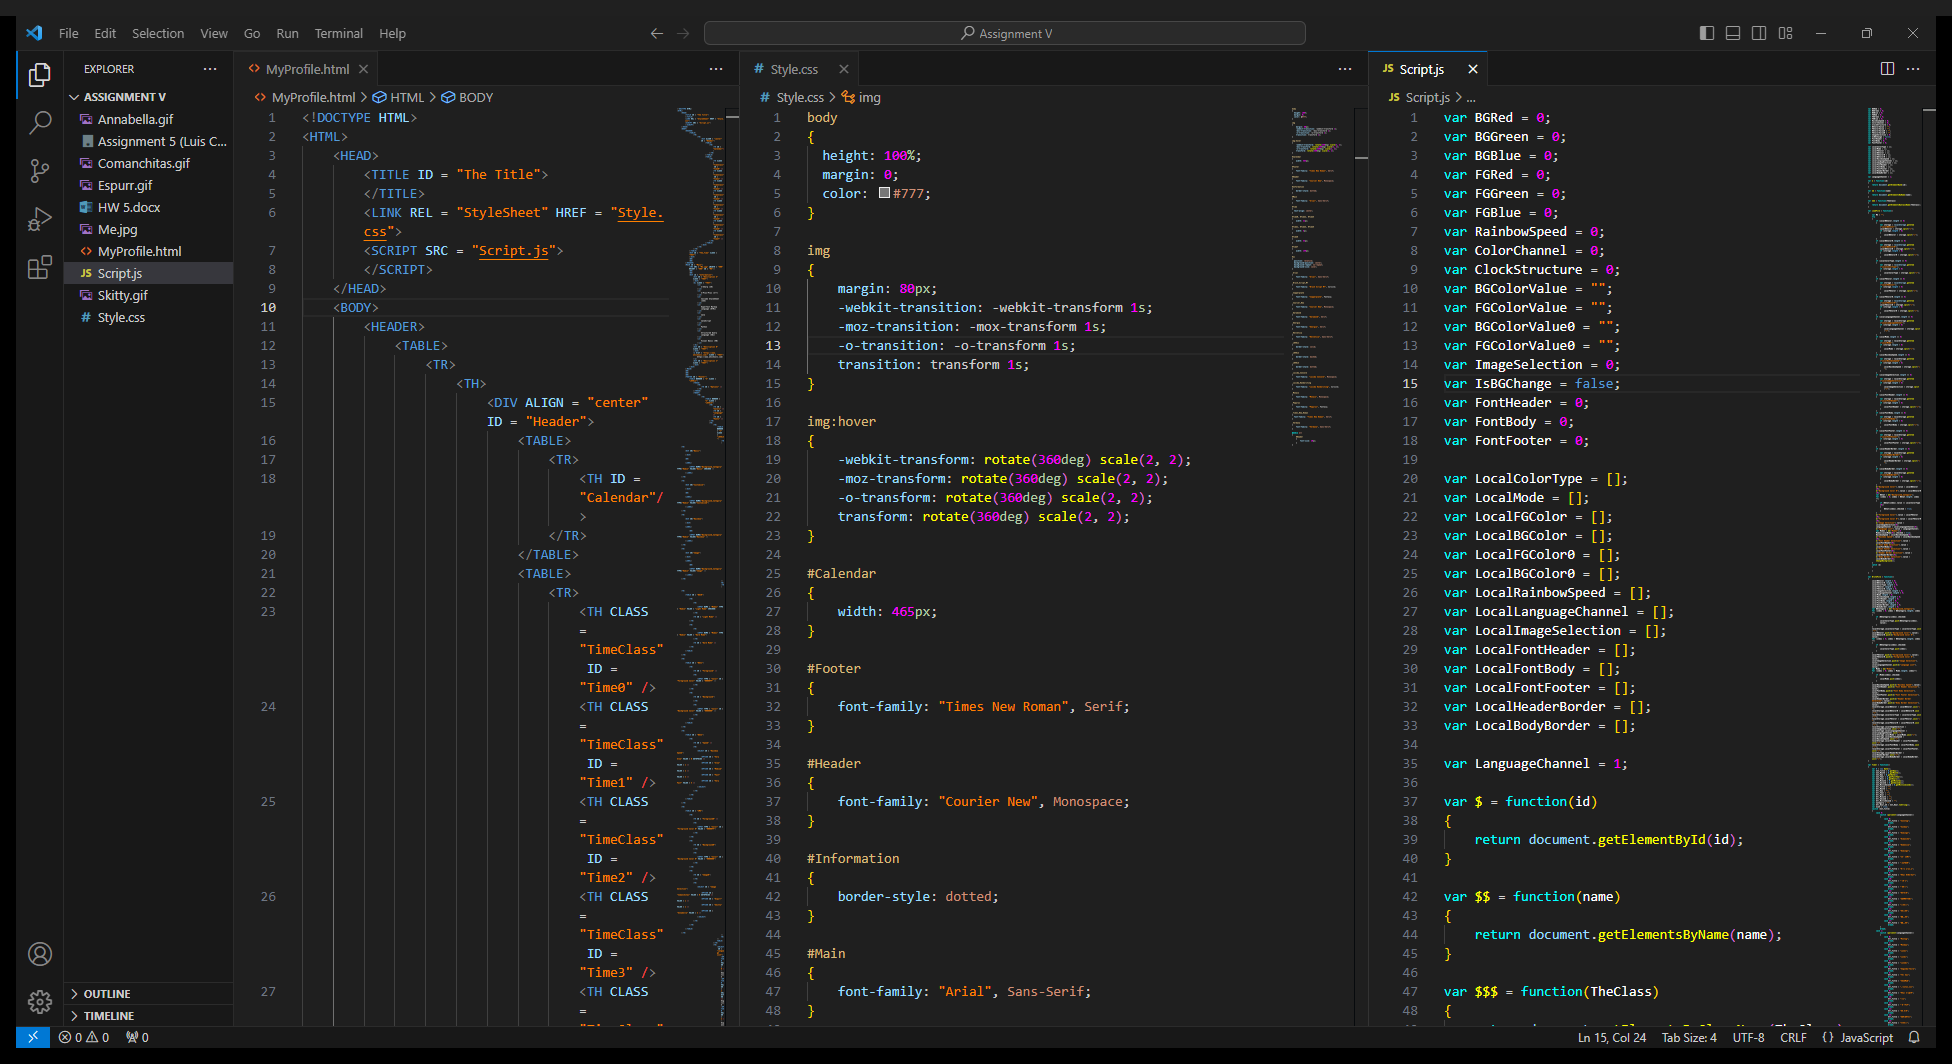 File Edit Selection View Go Run Terminal Help
Assignment V
EXPLORER
ASSIGNMENT V
Annabella.gif
Assignment 5 (Luis C...
Comanchitas.gif
Espurr.gif
HW 5.docx
Me.jpg
MyProfile.html
JS Script.js
Skitty.gif
# Style.css
OUTLINE
TIMELINE
MyProfile.html
MyProfile.html > HTML > BODY
1 <!DOCTYPE HTML>
2 <HTML>
3 <HEAD>
4 <TITLE ID = "The Title">
5 </TITLE>
6 <LINK REL = "StyleSheet" HREF = "Style.
css">
7 <SCRIPT SRC = "Script.js">
8 </SCRIPT>
9 </HEAD>
10 <BODY>
11 <HEADER>
12 <TABLE>
13 <TR>
14 <TH>
15 <DIV ALIGN = "center"
ID = "Header">
16 <TABLE>
17 <TR>
18 <TH ID =
"Calendar"/
>
19 </TR>
20 </TABLE>
21 <TABLE>
22 <TR>
23 <TH CLASS
=
"TimeClass"
ID =
"Time0" />
24 <TH CLASS
=
"TimeClass"
ID =
"Time1" />
25 <TH CLASS
=
"TimeClass"
ID =
"Time2" />
26 <TH CLASS
=
"TimeClass"
ID =
"Time3" />
27 <TH CLASS
=
# Style.css
# Style.css > img
1 body
2 {
3 height: 100%;
4 margin: 0;
5 color: #777;
6 }
7
8 img
9 {
10 margin: 80px;
11 -webkit-transition: -webkit-transform 1s;
12 -moz-transition: -mox-transform 1s;
13 -o-transition: -o-transform 1s;
14 transition: transform 1s;
15 }
16
17 img:hover
18 {
19 -webkit-transform: rotate(360deg) scale(2, 2);
20 -moz-transform: rotate(360deg) scale(2, 2);
21 -o-transform: rotate(360deg) scale(2, 2);
22 transform: rotate(360deg) scale(2, 2);
23 }
24
25 #Calendar
26 {
27 width: 465px;
28 }
29
30 #Footer
31 {
32 font-family: "Times New Roman", Serif;
33 }
34
35 #Header
36 {
37 font-family: "Courier New", Monospace;
38 }
39
40 #Information
41 {
42 border-style: dotted;
43 }
44
45 #Main
46 {
47 font-family: "Arial", Sans-Serif;
48 }
JS Script.js
JS Script.js > ...
1 var BGRed = 0;
2 var BGGreen = 0;
3 var BGBlue = 0;
4 var FGRed = 0;
5 var FGGreen = 0;
6 var FGBlue = 0;
7 var RainbowSpeed = 0;
8 var ColorChannel = 0;
9 var ClockStructure = 0;
10 var BGColorValue = "";
11 var FGColorValue = "";
12 var BGColorValue0 = "";
13 var FGColorValue0 = "";
14 var ImageSelection = 0;
15 var IsBGChange = false;
16 var FontHeader = 0;
17 var FontBody = 0;
18 var FontFooter = 0;
19
20 var LocalColorType = [];
21 var LocalMode = [];
22 var LocalFGColor = [];
23 var LocalBGColor = [];
24 var LocalFGColor0 = [];
25 var LocalBGColor0 = [];
26 var LocalRainbowSpeed = [];
27 var LocalLanguageChannel = [];
28 var LocalImageSelection = [];
29 var LocalFontHeader = [];
30 var LocalFontBody = [];
31 var LocalFontFooter = [];
32 var LocalHeaderBorder = [];
33 var LocalBodyBorder = [];
34
35 var LanguageChannel = 1;
36
37 var $ = function(id)
38 {
39 return document.getElementById(id);
40 }
41
42 var $$ = function(name)
43 {
44 return document.getElementsByName(name);
45 }
46
47 var $$$ = function(TheClass)
48 {
0 0 0
Ln 15, Col 24 Tab Size: 4 UTF-8 CRLF {} JavaScript